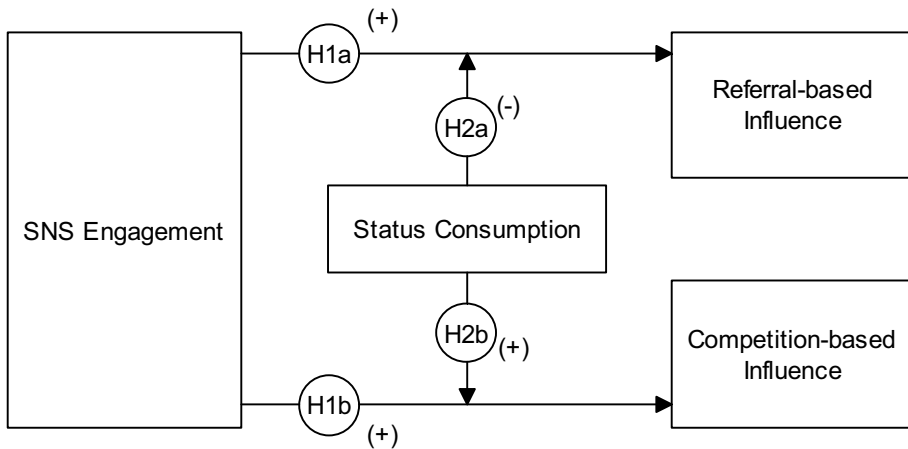 (+)
H1a
Referral-based
Influence
(-)
H2a
SNS Engagement
Status Consumption
H2b
(+)
Competition-based
Influence
H1b
(+)